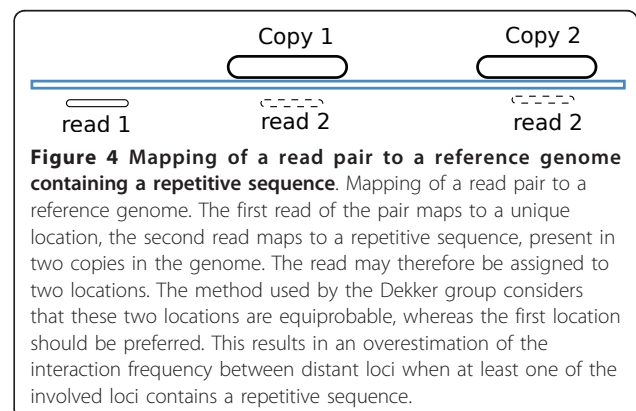 Copy 1 Copy 2
read 1 read 2 read 2
Figure 4 Mapping of a read pair to a reference genome
containing a repetitive sequence. Mapping of a read pair to a
reference genome. The first read of the pair maps to a unique
location, the second read maps to a repetitive sequence, present in
two copies in the genome. The read may therefore be assigned to
two locations. The method used by the Dekker group considers
that these two locations are equiprobable, whereas the first location
should be preferred. This results in an overestimation of the
interaction frequency between distant loci when at least one of the
involved loci contains a repetitive sequence.